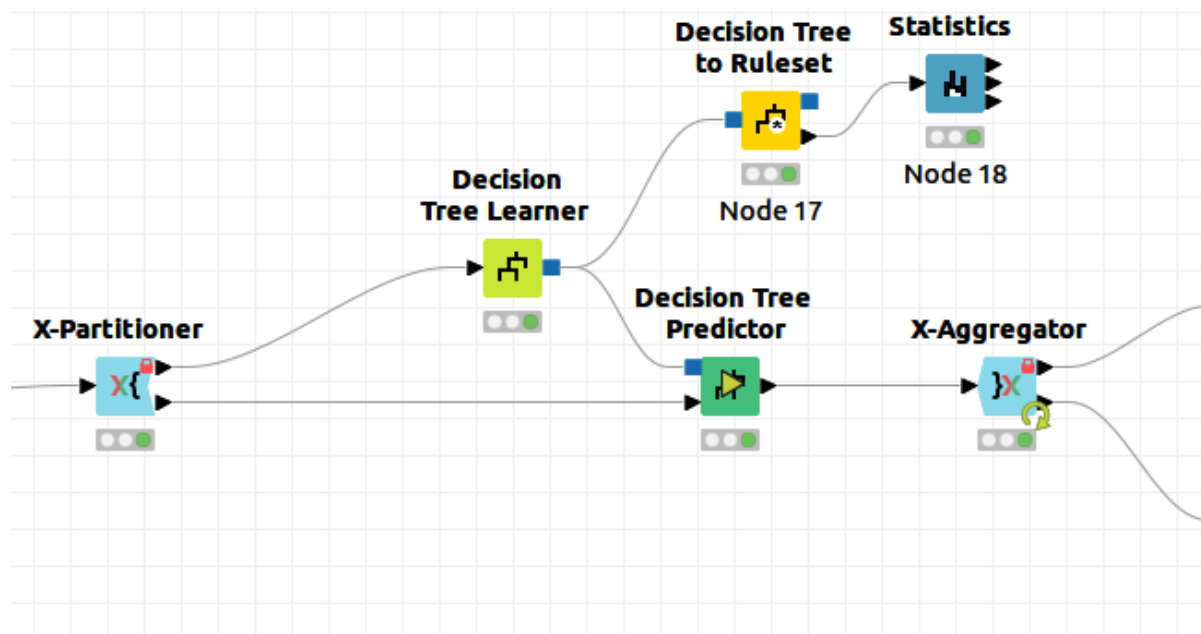 Decision Tree
to Ruleset
Statistics
Node 18
Node 17
Decision
Tree Learner
Decision Tree
Predictor
X-Partitioner
X-Aggregator
X{
}X